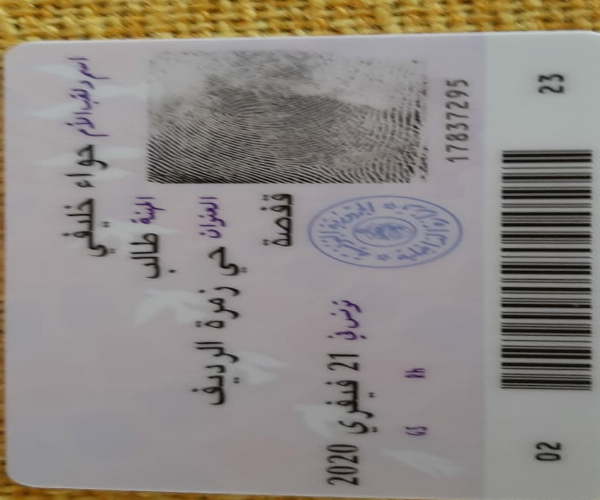 اسم ولقب الأم حواء خليفي
المهنة طالب
العنوان حي زمرة الرديف
قفصة
تونس في 21 فيفري 2020
17837295
23
02